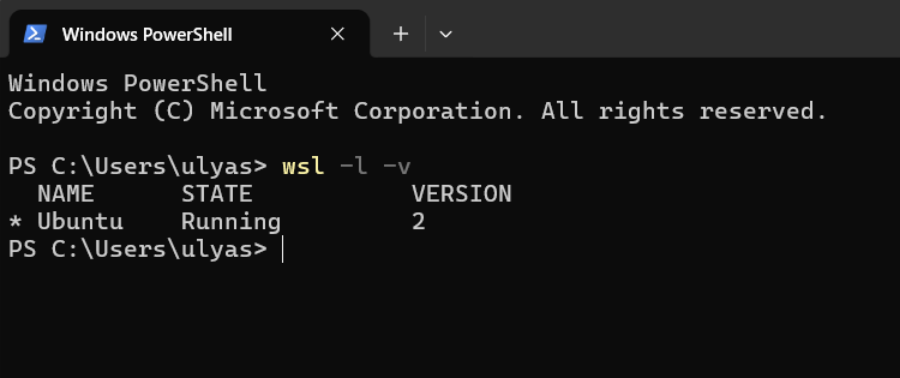 Windows PowerShell
Windows PowerShell
Copyright (C) Microsoft Corporation. All rights reserved.
PS C:\Users\ulyas> wsl -l -v
  NAME      STATE           VERSION
* Ubuntu    Running         2
PS C:\Users\ulyas>